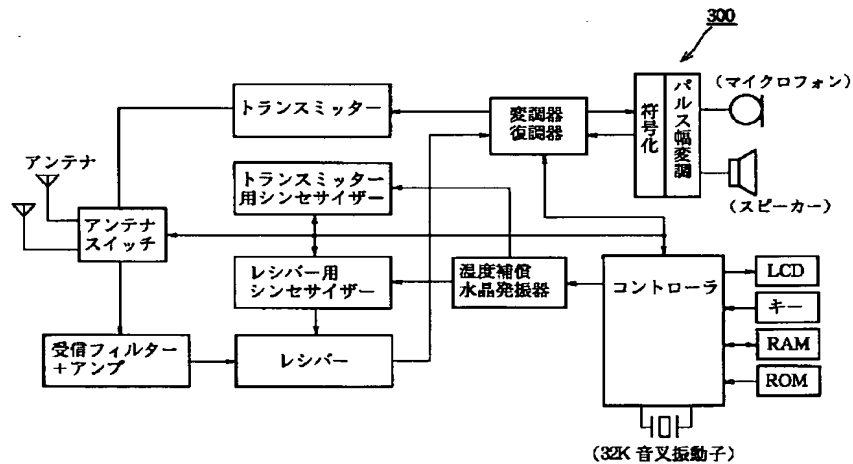 300
トランスミッター
変調器
復調器
符号化
パルス幅変調
(マイクロフォン)
(スピーカー)
アンテナ
トランスミッター
用シンセサイザー
アンテナ
スイッチ
レシバー用
シンセサイザー
温度補償
水晶発振器
コントローラ
LCD
キー
RAM
ROM
受信フィルター
+アンプ
レシバー
(32K 音叉振動子)